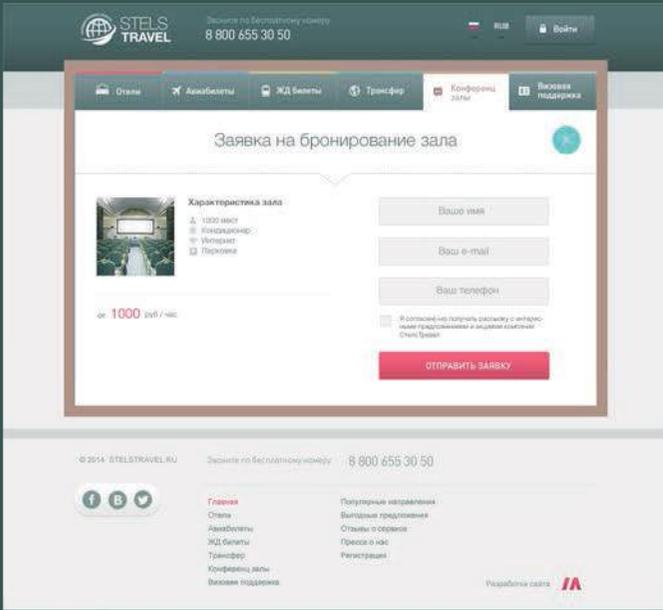 STELS
TRAVEL
Звоните по бесплатному номеру
8 800 655 30 50
RUB
Войти
Отели
Авиабилеты
ЖД билеты
Трансфер
Конференц
залы
Визовая
поддержка
Заявка на бронирование зала
Характеристика зала
1000 мест
Кондиционер
Интернет
Парковка
от 1000 руб / час
Ваше имя
Ваш e-mail
Ваш телефон
Я согласен(-на) получать рассылку с интерес-
ными предложениями и акциями компании
СтелсТревел
ОТПРАВИТЬ ЗАЯВКУ
© 2014 STELSTRAVEL.RU
Звоните по бесплатному номеру
8 800 655 30 50
Главная
Отели
Авиабилеты
ЖД билеты
Трансфер
Конференц залы
Визовая поддержка
Популярные направления
Выгодные предложения
Отзывы о сервисе
Пресса о нас
Регистрация
Разработка сайта